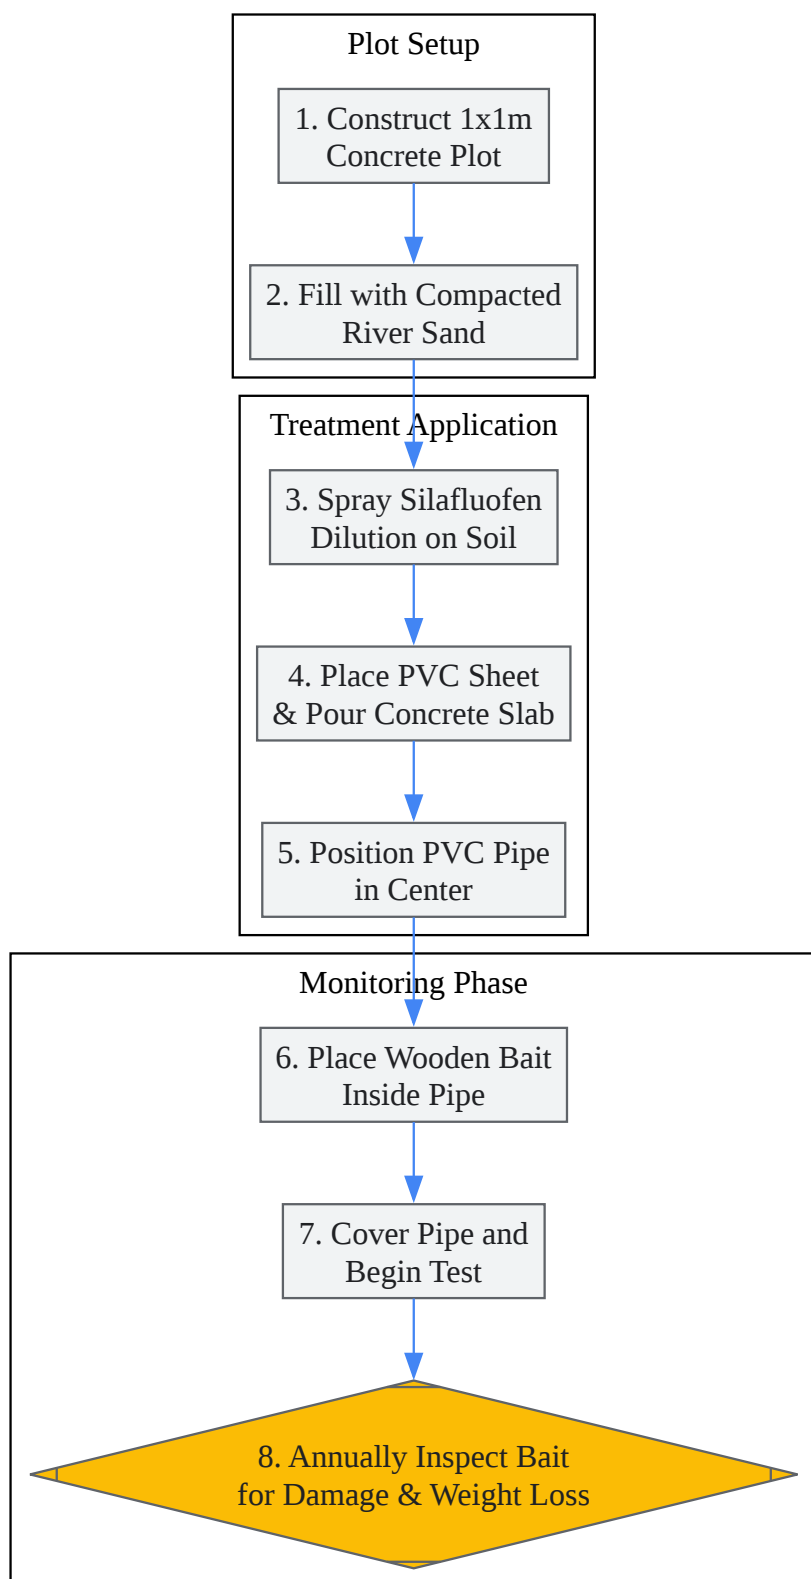 Plot Setup
1. Construct 1x1m
Concrete Plot
2. Fill with Compacted
River Sand
Treatment Application
3. Spray Silafluofen
Dilution on Soil
4. Place PVC Sheet
& Pour Concrete Slab
5. Position PVC Pipe
in Center
Monitoring Phase
6. Place Wooden Bait
Inside Pipe
7. Cover Pipe and
Begin Test
8. Annually Inspect Bait
for Damage & Weight Loss